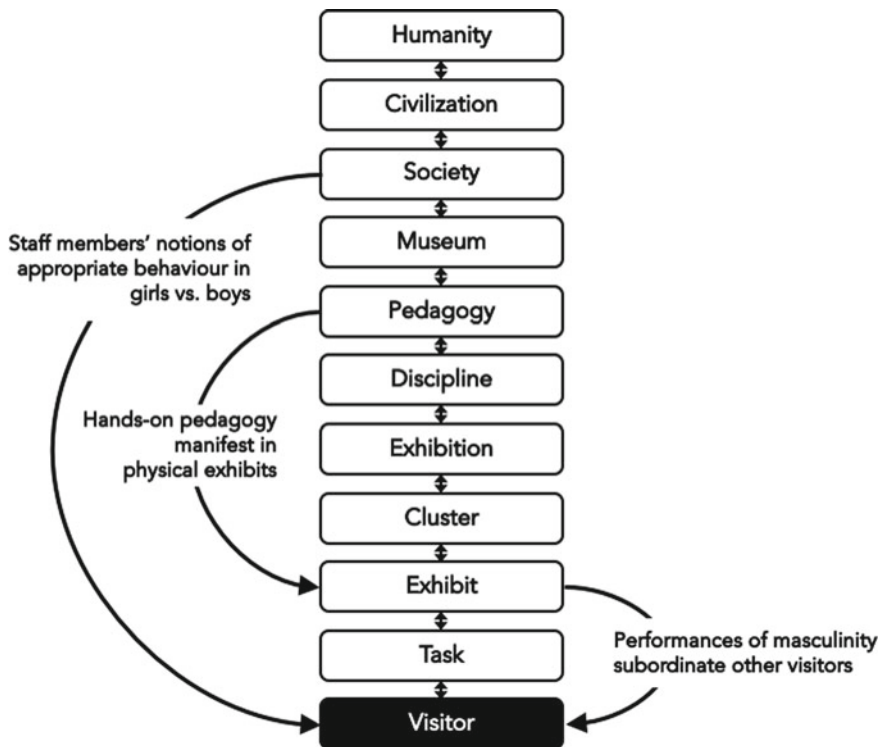 Humanity
Civilization
Society
Staff members’ notions of
appropriate behaviour in
girls vs. boys
Museum
Pedagogy
Discipline
Hands-on pedagogy
manifest in
physical exhibits
Exhibition
Cluster
Exhibit
Task
Performances of masculinity
subordinate other visitors
Visitor